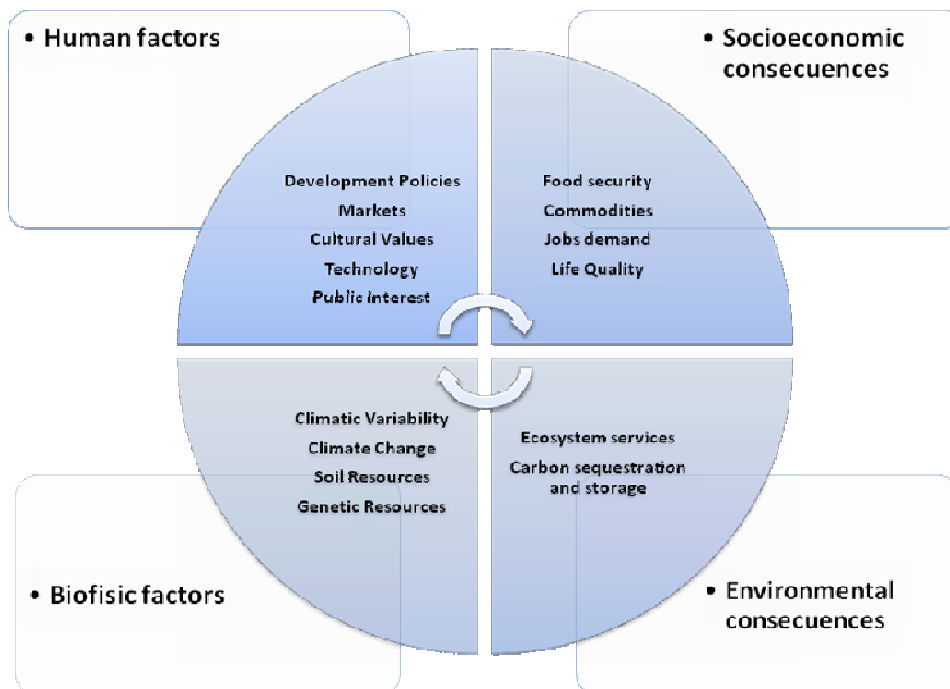 • Human factors
Development Policies
Markets
Cultural Values
Technology
Public interest
• Socioeconomic
consecuences
Food security
Commodities
Jobs demand
Life Quality
Climatic Variability
Climate Change
Soil Resources
Genetic Resources
• Biofisic factors
Ecosystem services
Carbon sequestration
and storage
• Environmental
consecuences